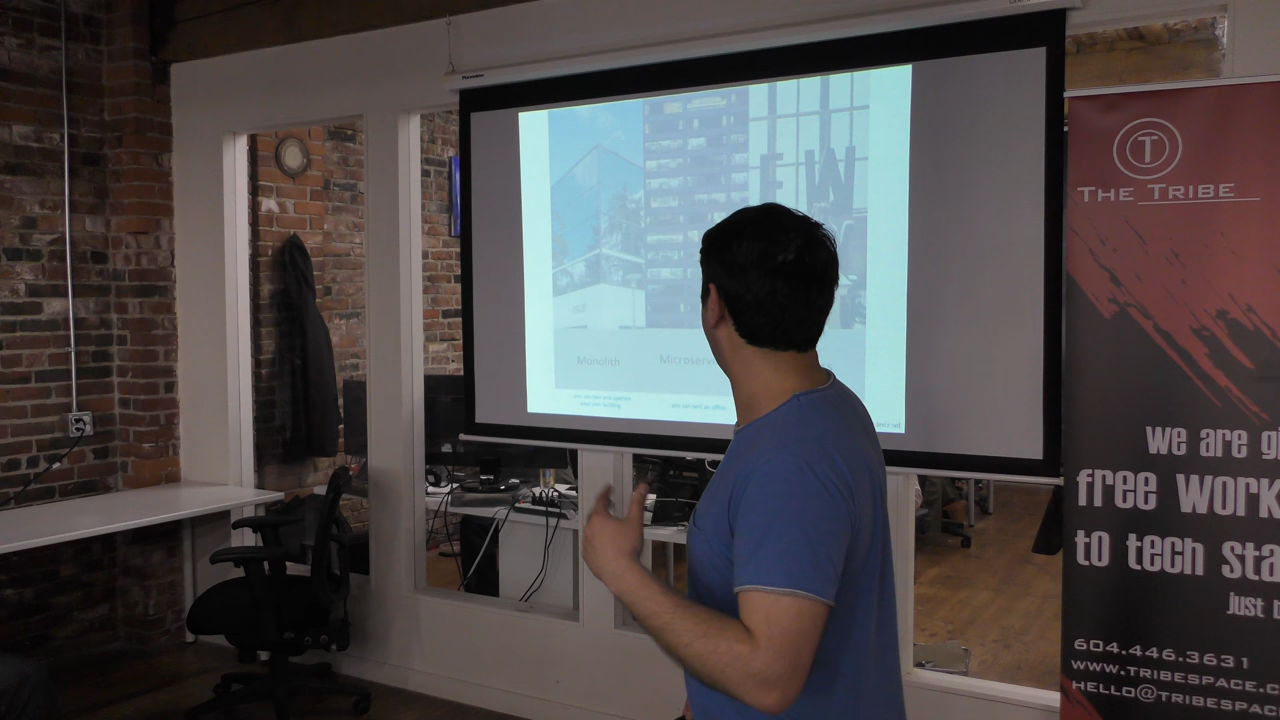 EW
Monolith
Microserv
T
THE TRIBE
we are gi
free work
to tech sta
just
604.446.3631
WWW.TRIBESPACE.C
HELLO@TRIBESPACE